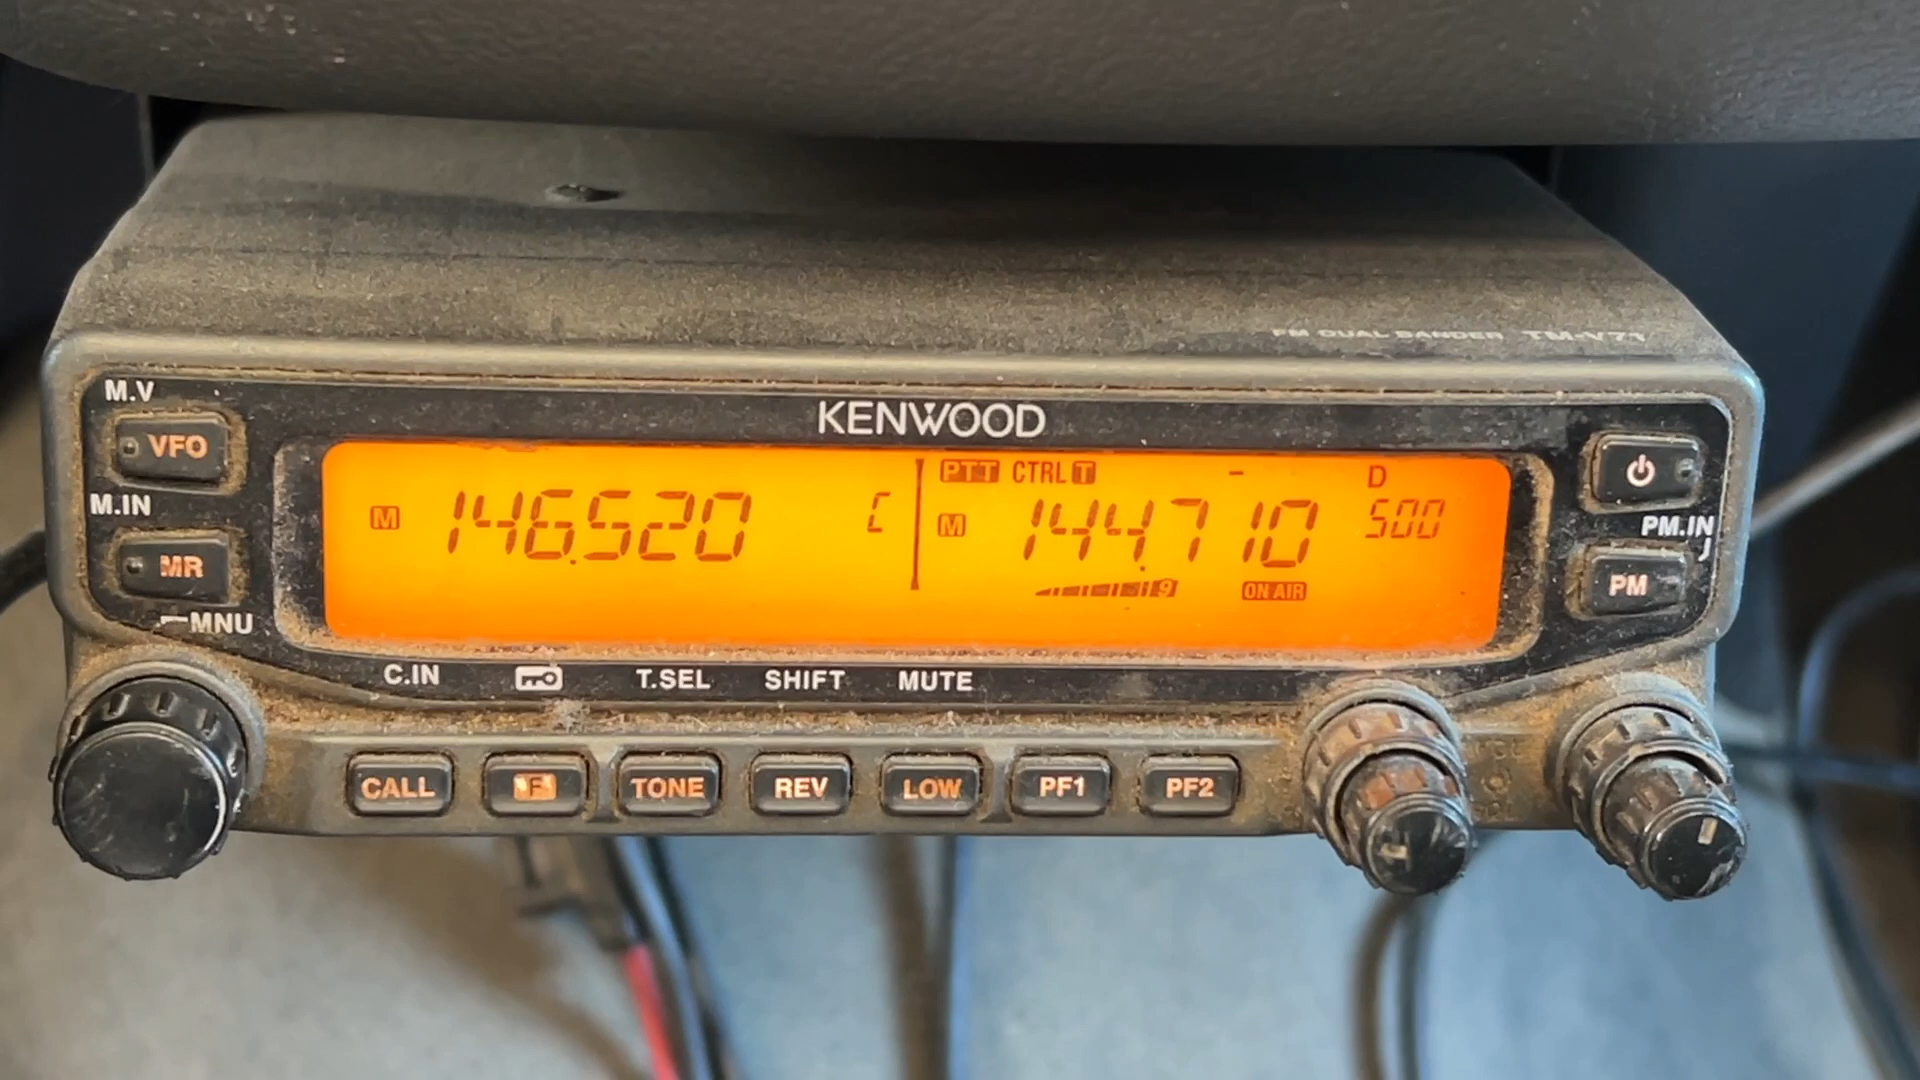 FM DUAL BANDER TM-V71
M.V
KENWOOD
VFO
M.IN
MR
MNU
PTT CTRL T - D
M 146.520 C M 144.710 500
9 ON AIR
PM.IN
PM
C.IN T.SEL SHIFT MUTE
CALL F TONE REV LOW PF1 PF2